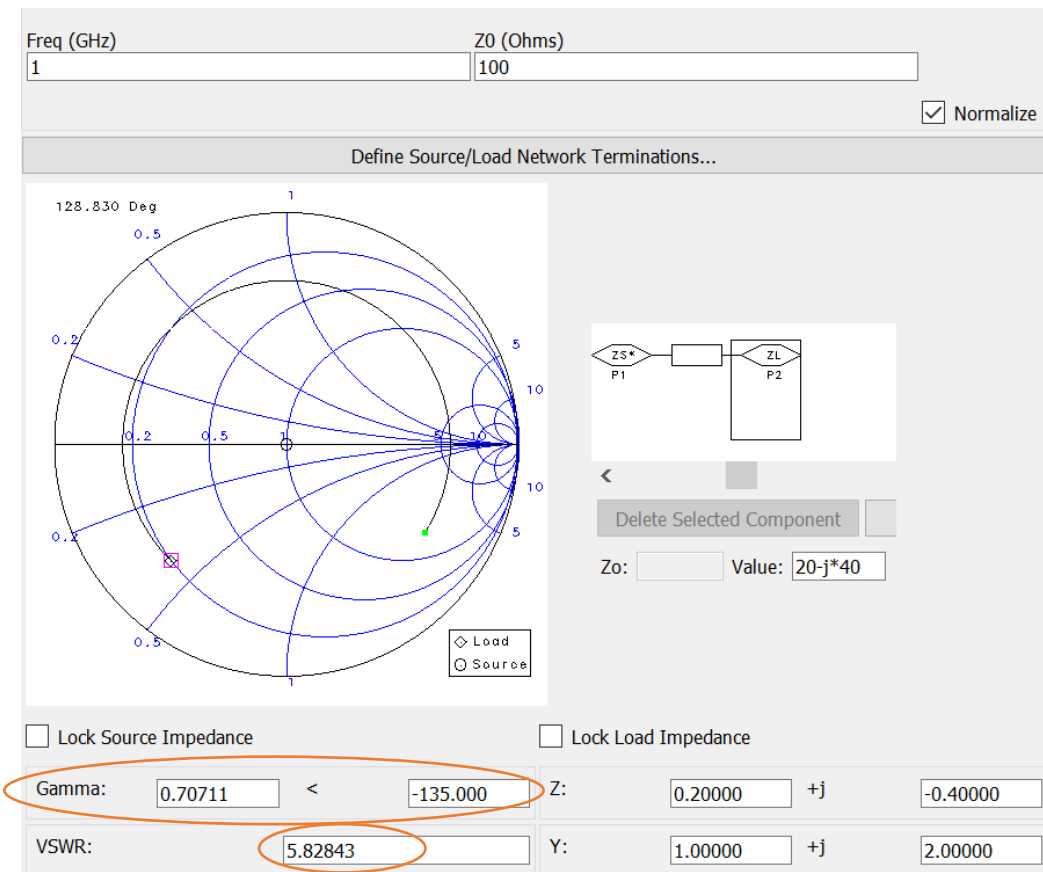 Freq (GHz) Z0 (Ohms)
1 100
Normalize
Define Source/Load Network Terminations...
128.830 Deg
1
0.5
0.2
5
10
0.2 0.5 1 5 10
10
0.2
5
0.5
1
Load
Source
ZS* ZL
P1 P2
<
Delete Selected Component
Zo: Value: 20-j*40
Lock Source Impedance Lock Load Impedance
Gamma: 0.70711 < -135.000 Z: 0.20000 +j -0.40000
VSWR: 5.82843 Y: 1.00000 +j 2.00000